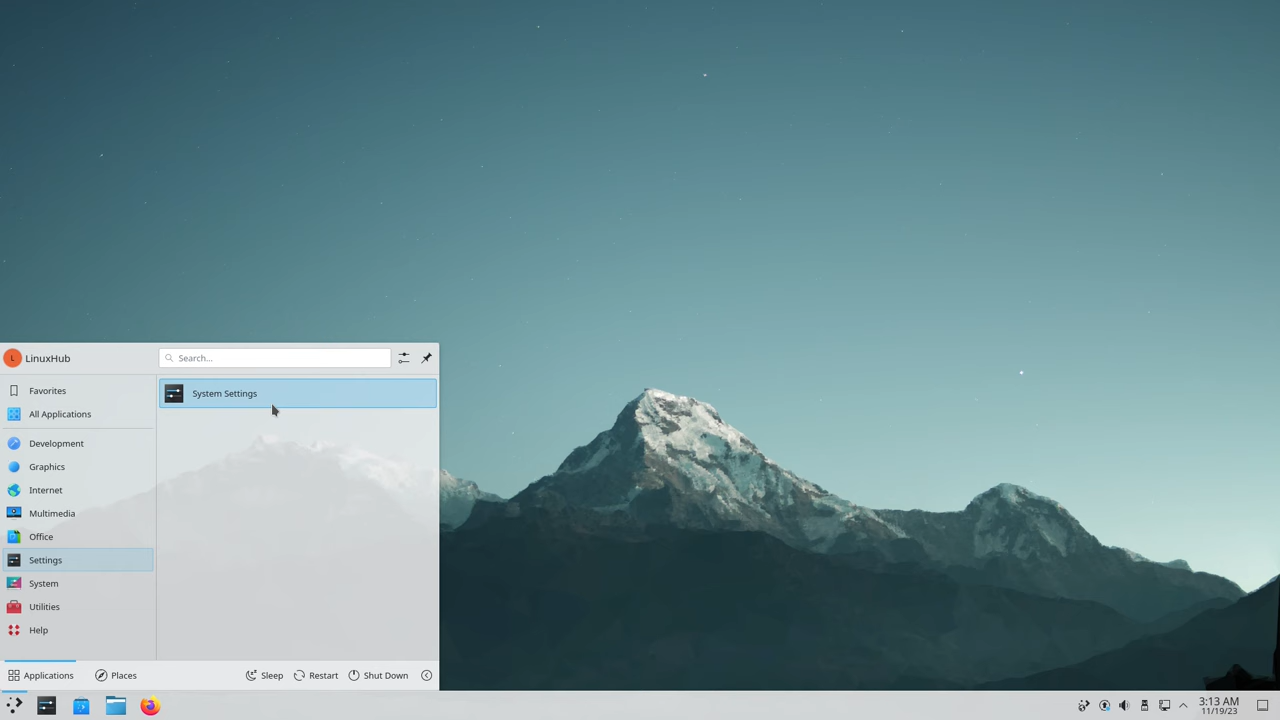 L LinuxHub
Search...
Favorites
All Applications
Development
Graphics
Internet
Multimedia
Office
Settings
System
Utilities
Help
System Settings
Applications
Places
Sleep
Restart
Shut Down
3:13 AM
11/19/23